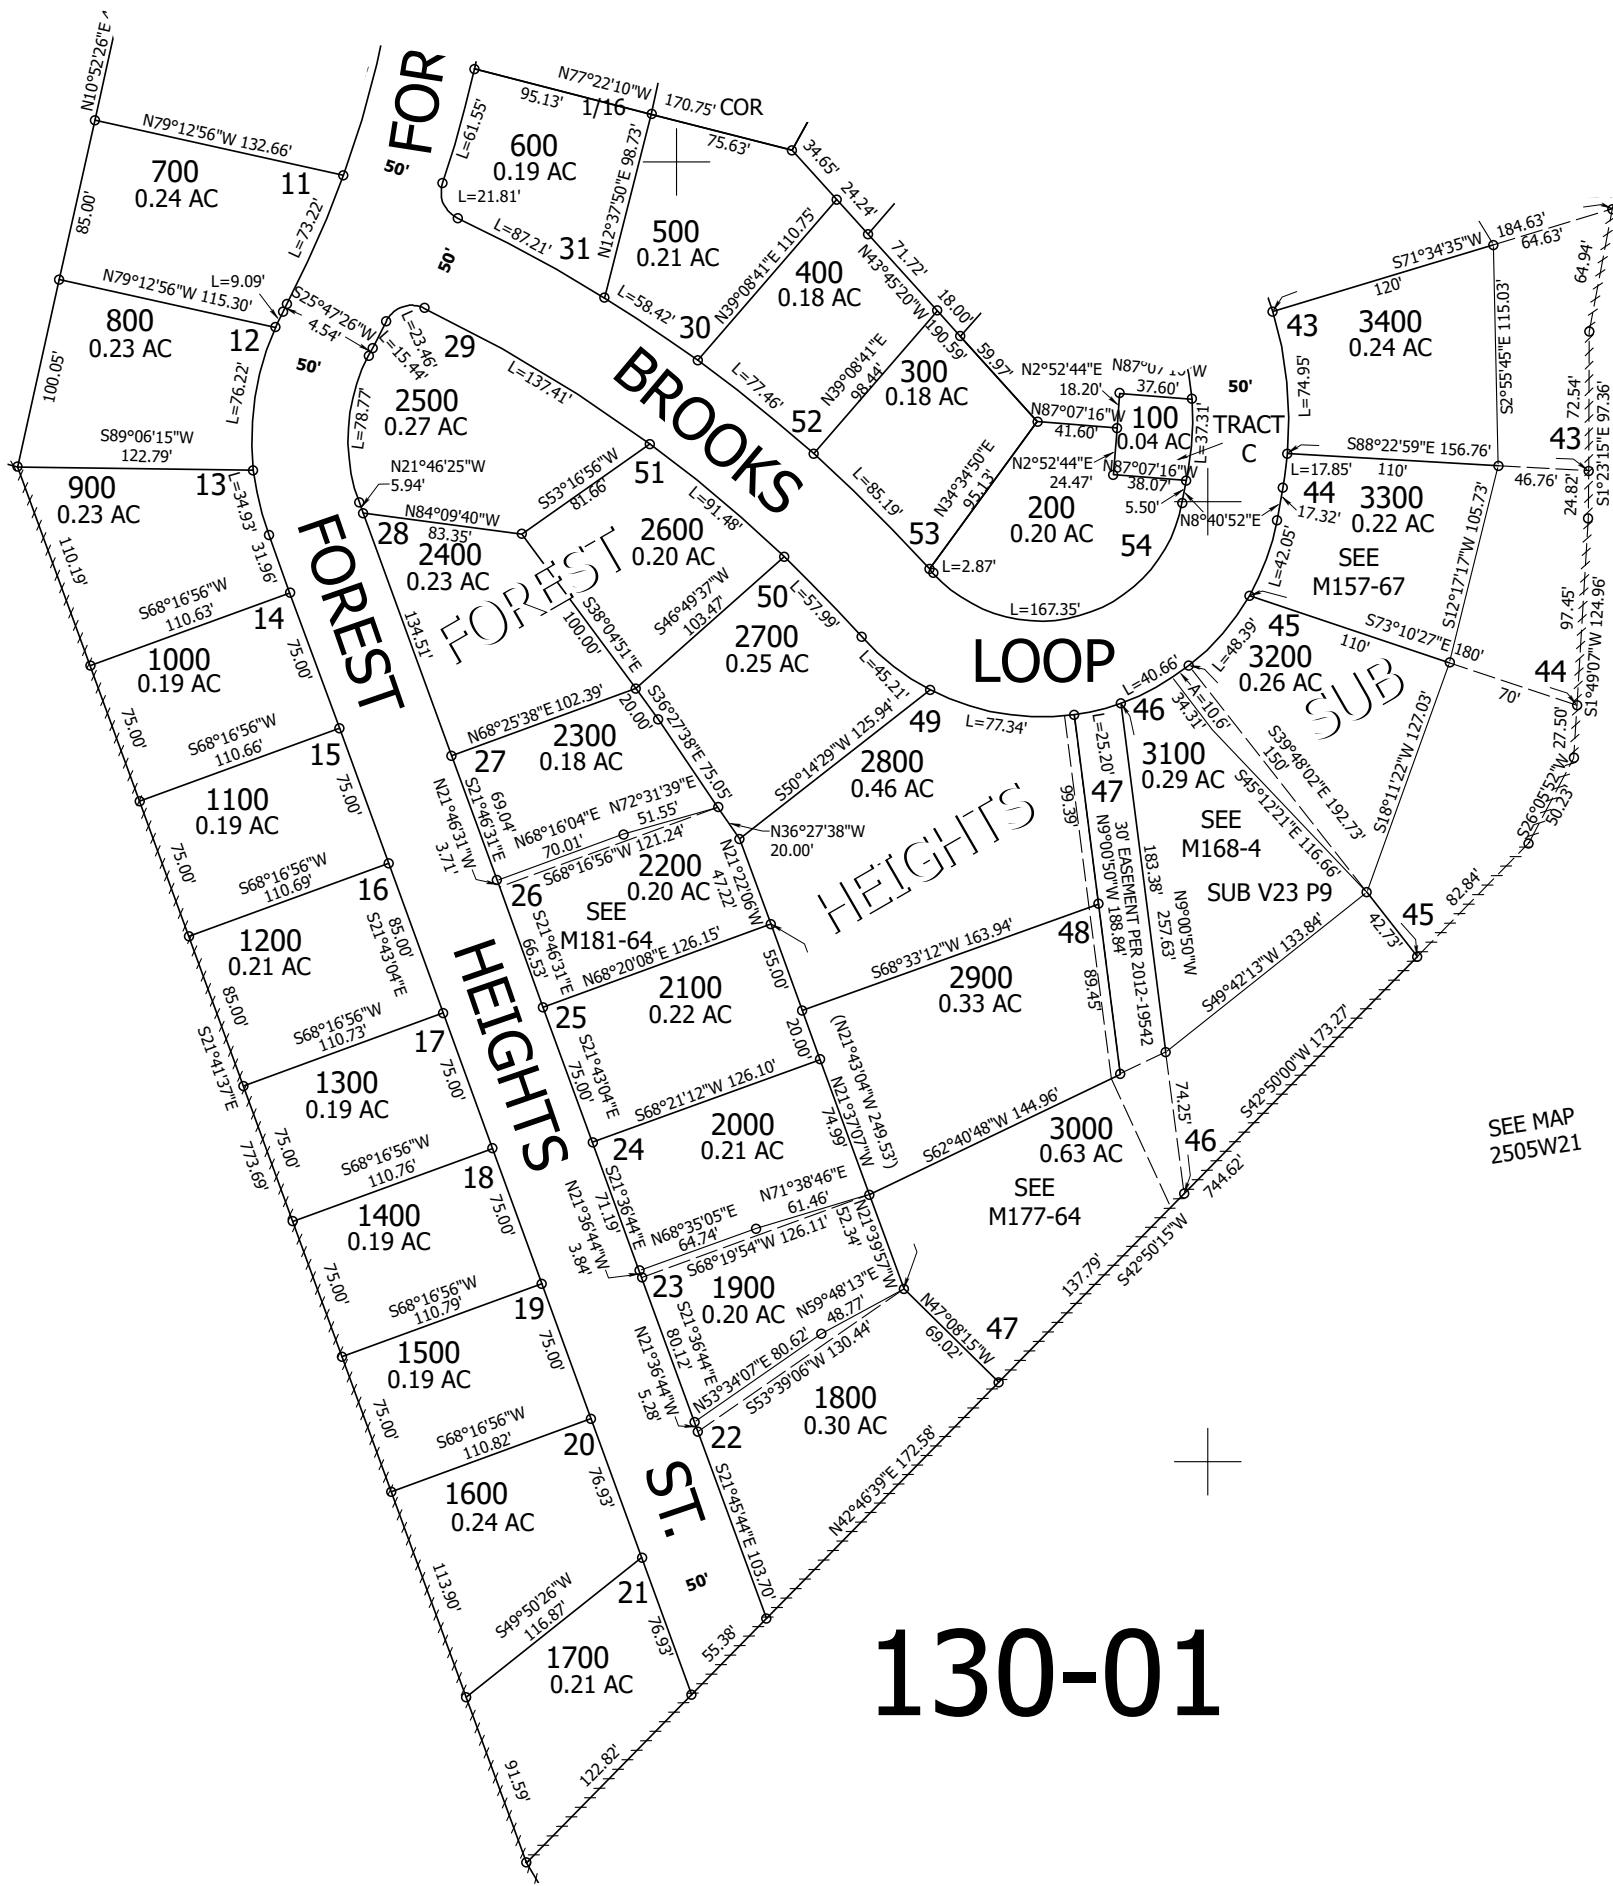 N10°52'26"E
FOR
50'
N77°22'10"W
95.13'
1/16
170.75'
COR
75.63'
L=61.55'
600
0.19 AC
N12°37'50"E 98.73'
34.65'
24.24'
N79°12'56"W 132.66'
700
0.24 AC
11
85.00'
L=73.22'
L=21.81'
L=87.21'
31
50'
500
0.21 AC
N39°08'41"E 110.75'
400
0.18 AC
71.72'
N43°45'20"W 190.59'
18.00'
59.97'
S71°34'35"W
184.63'
64.63'
120'
64.94'
N79°12'56"W 115.30'
L=9.09'
S25°47'26"W
4.54'
L=15.44'
L=23.46'
29
800
0.23 AC
12
50'
100.05'
L=76.22'
L=58.42'
30
L=137.41'
BROOKS
L=77.46'
N39°08'41"E
98.44'
300
0.18 AC
N2°52'44"E
18.20'
N87°07'16"W
37.60'
50'
TRACT
C
N87°07'16"W
41.60'
100
0.04 AC
L=37.31'
43
3400
0.24 AC
L=74.95'
S2°55'45"E 115.03'
72.54'
S1°23'15"E 97.36'
2500
0.27 AC
L=78.77'
52
S89°06'15"W
122.79'
13
900
0.23 AC
L=34.93'
31.96'
N21°46'25"W
5.94'
28
N84°09'40"W
83.35'
S53°16'56"W
81.66'
51
L=91.48'
L=85.19'
53
N34°34'50"E
95.13'
N2°52'44"E
24.47'
N87°07'16"W
38.07'
200
0.20 AC
5.50'
N8°40'52"E
54
L=2.87'
L=167.35'
S88°22'59"E 156.76'
110'
43
46.76'
24.82'
L=17.85'
44
17.32'
3300
0.22 AC
L=42.05'
SEE
M157-67
S12°17'17"W 105.73'
97.45'
S1°49'07"W 124.96'
110.19'
FOREST
2400
0.23 AC
134.51'
FOREST
2600
0.20 AC
S38°04'51"E
100.00'
S46°49'37"W
103.47'
50
L=57.99'
2700
0.25 AC
L=45.21'
LOOP
L=48.39'
45
S73°10'27"E 180'
110'
44
70'
3200
0.26 AC
SUB
L=40.66'
A=10.6'
34.31'
46
S68°16'56"W
110.63'
14
1000
0.19 AC
75.00'
75.00'
N68°25'38"E 102.39'
20.00'
S50°14'29"W 125.94'
49
L=77.34'
L=25.20'
S39°48'02"E 192.73'
150'
S45°12'21"E 116.66'
S18°11'22"W 127.03'
27.50'
S26°05'52"W
50.23'
S68°16'56"W
110.66'
15
27
2300
0.18 AC
S36°27'38"E 75.05'
2800
0.46 AC
99.39'
47
3100
0.29 AC
SEE
M168-4
SUB V23 P9
1100
0.19 AC
75.00'
75.00'
N21°46'31"W
3.71'
S21°46'31"E
69.04'
N68°16'04"E
70.01'
N72°31'39"E
51.55'
S68°16'56"W 121.24'
N36°27'38"W
20.00'
HEIGHTS
30' EASEMENT PER 2012-19542
N9°00'50"W 188.84'
183.38'
N9°00'50"W
257.63'
82.84'
45
42.73'
S68°16'56"W
110.69'
16
26
2200
0.20 AC
SEE
M181-64
N21°22'06"W
47.22'
1200
0.21 AC
85.00'
S21°43'04"E
HEIGHTS
S21°46'31"E
66.53'
N68°20'08"E 126.15'
55.00'
S68°33'12"W 163.94'
48
89.45'
S49°42'13"W 133.84'
85.00'
S21°41'37"E
773.69'
S68°16'56"W
110.73'
17
25
2100
0.22 AC
20.00'
(N21°43'04"W 249.53')
2900
0.33 AC
1300
0.19 AC
75.00'
75.00'
S21°43'04"E
75.00'
S68°21'12"W 126.10'
N21°37'07"W
74.99'
S62°40'48"W 144.96'
74.25'
46
S42°50'00"W 173.27'
744.62'
SEE MAP
2505W21
S68°16'56"W
110.76'
18
24
2000
0.21 AC
3000
0.63 AC
SEE
M177-64
1400
0.19 AC
75.00'
75.00'
N21°36'44"W
3.84'
S21°36'44"E
71.19'
N68°35'05"E
64.74'
N71°38'46"E
61.46'
S68°19'54"W 126.11'
N21°39'57"W
52.34'
137.79'
S42°50'15"W
S68°16'56"W
110.79'
19
23
1900
0.20 AC
N59°48'13"E
48.77'
N47°08'15"W
69.02'
47
1500
0.19 AC
75.00'
75.00'
N21°36'44"W
5.28'
S21°36'44"E
80.12'
N53°34'07"E 80.62'
S53°39'06"W 130.44'
S68°16'56"W
110.82'
20
22
1800
0.30 AC
N42°46'39"E 172.58'
1600
0.24 AC
76.93'
ST.
S21°45'44"E 103.70'
113.90'
S49°50'26"W
116.87'
21
50'
1700
0.21 AC
76.93'
55.38'
130-01
91.59'
122.82'